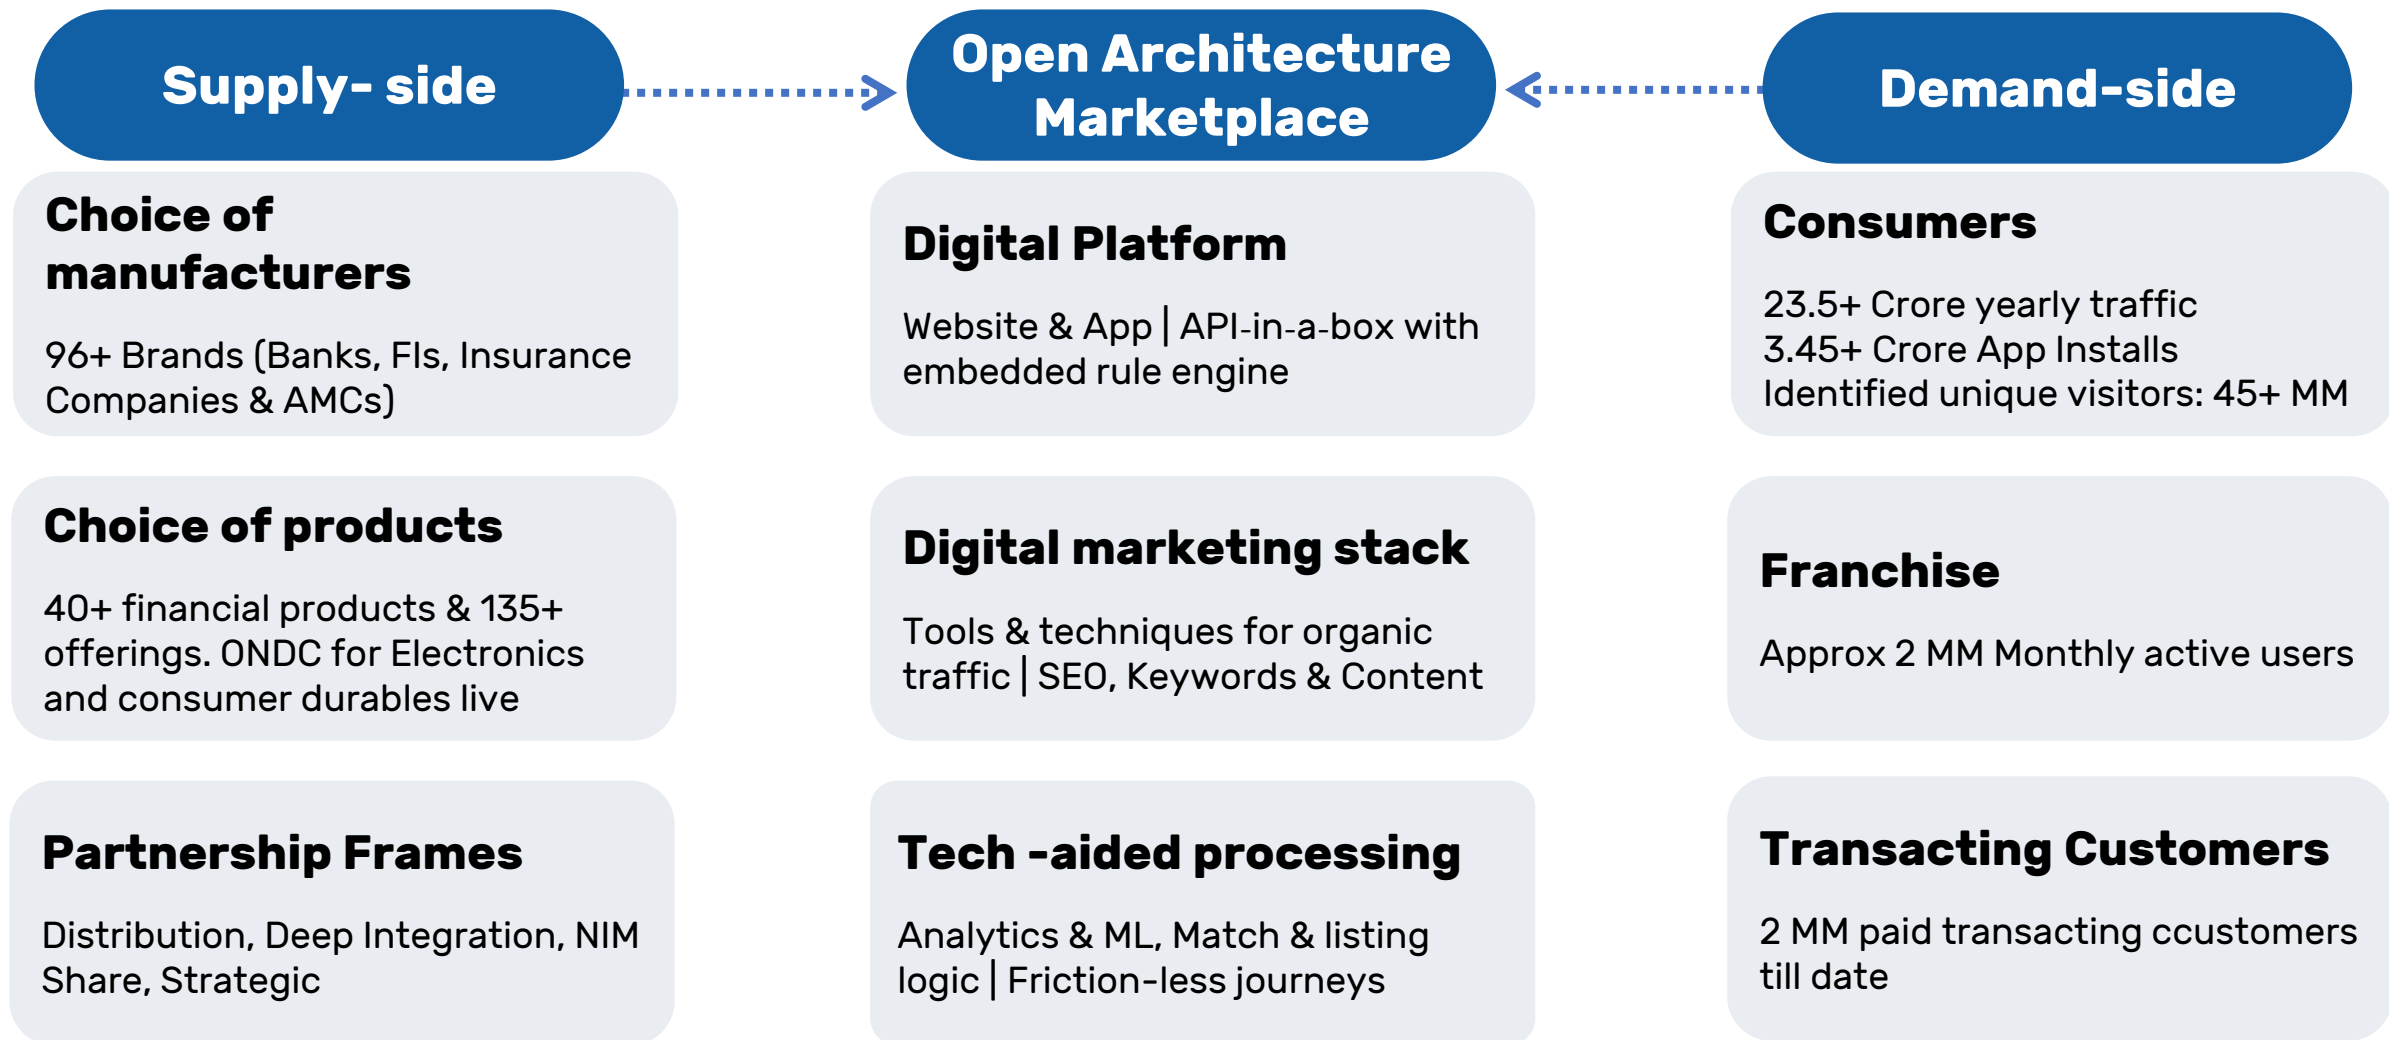 Supply- side
Choice of
manufacturers
96+ Brands (Banks, FIs, Insurance
Companies & AMCs)
Choice of products
40+ financial products & 135+
offerings. ONDC for Electronics
and consumer durables live
Partnership Frames
Distribution, Deep Integration, NIM
Share, Strategic
Open Architecture
Marketplace
Digital Platform
Website & App | API-in-a-box with
embedded rule engine
Digital marketing stack
Tools & techniques for organic
traffic | SEO, Keywords & Content
Tech -aided processing
Analytics & ML, Match & listing
logic | Friction-less journeys
Demand-side
Consumers
23.5+ Crore yearly traffic
3.45+ Crore App Installs
Identified unique visitors: 45+ MM
Franchise
Approx 2 MM Monthly active users
Transacting Customers
2 MM paid transacting ccustomers
till date